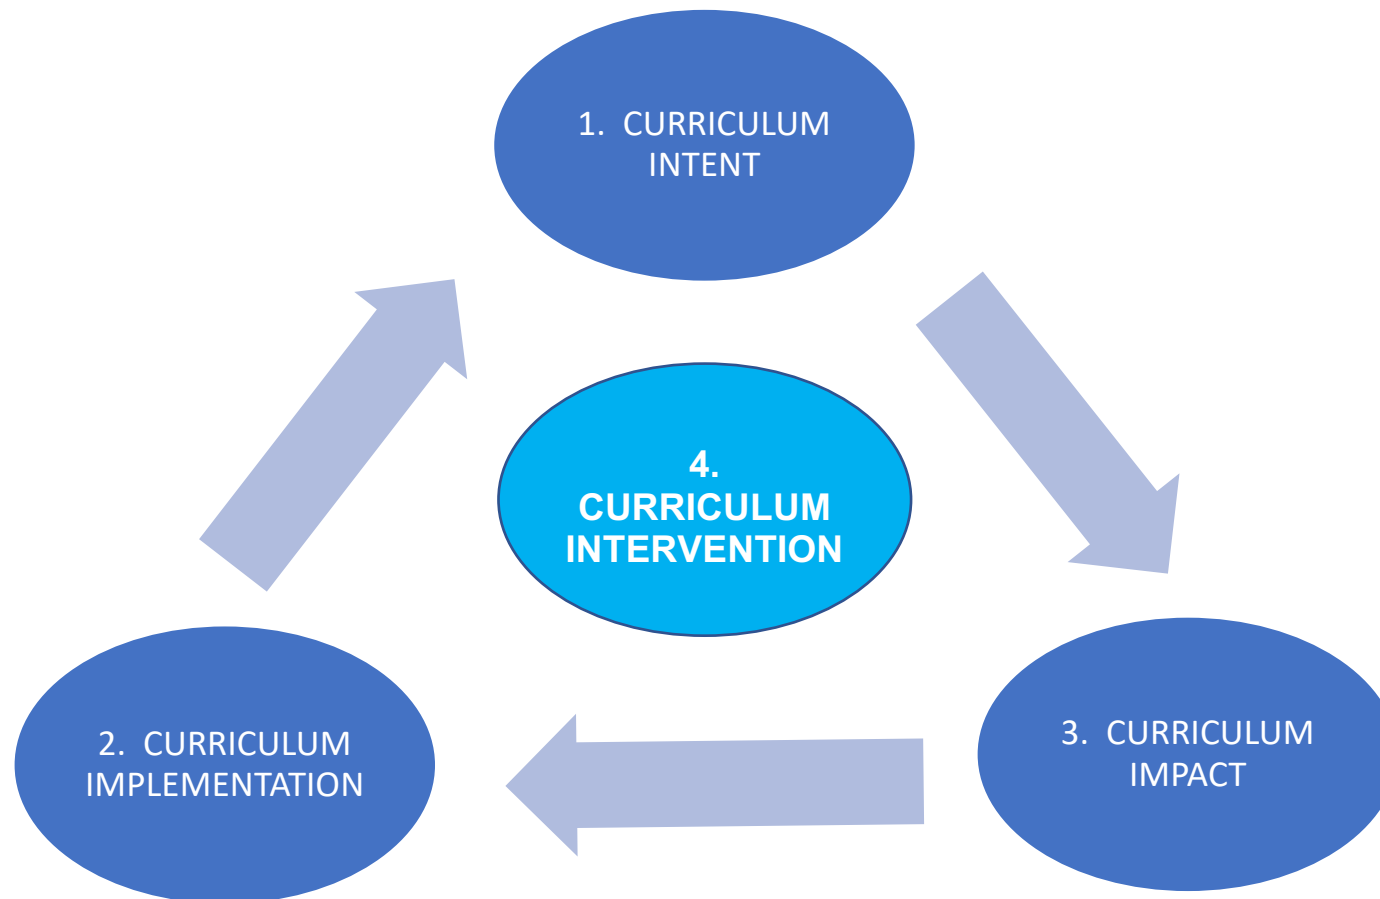 1. CURRICULUM
INTENT
4.
CURRICULUM
INTERVENTION
2. CURRICULUM
IMPLEMENTATION
3. CURRICULUM
IMPACT